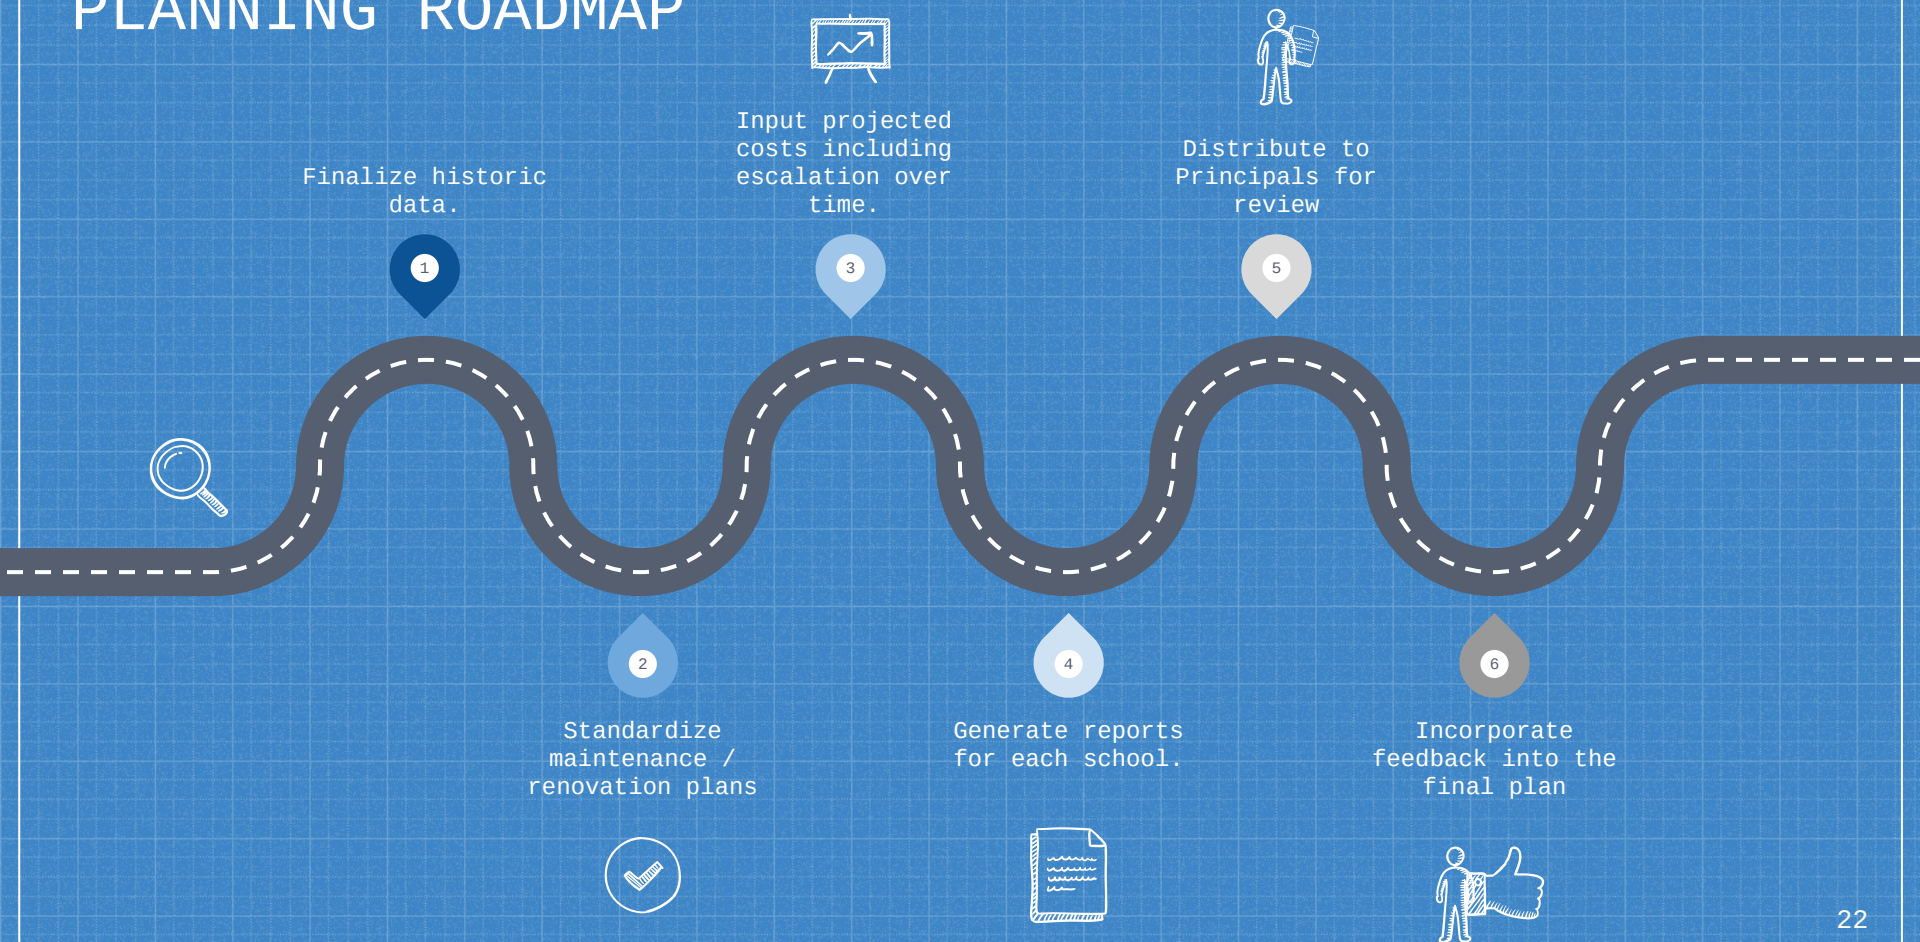 PLANNING ROADMAP
Finalize historic
data.
1
Standardize
maintenance /
renovation plans
2
Input projected
costs including
escalation over
time.
3
Generate reports
for each school.
4
Distribute to
Principals for
review
5
Incorporate
feedback into the
final plan
6
22